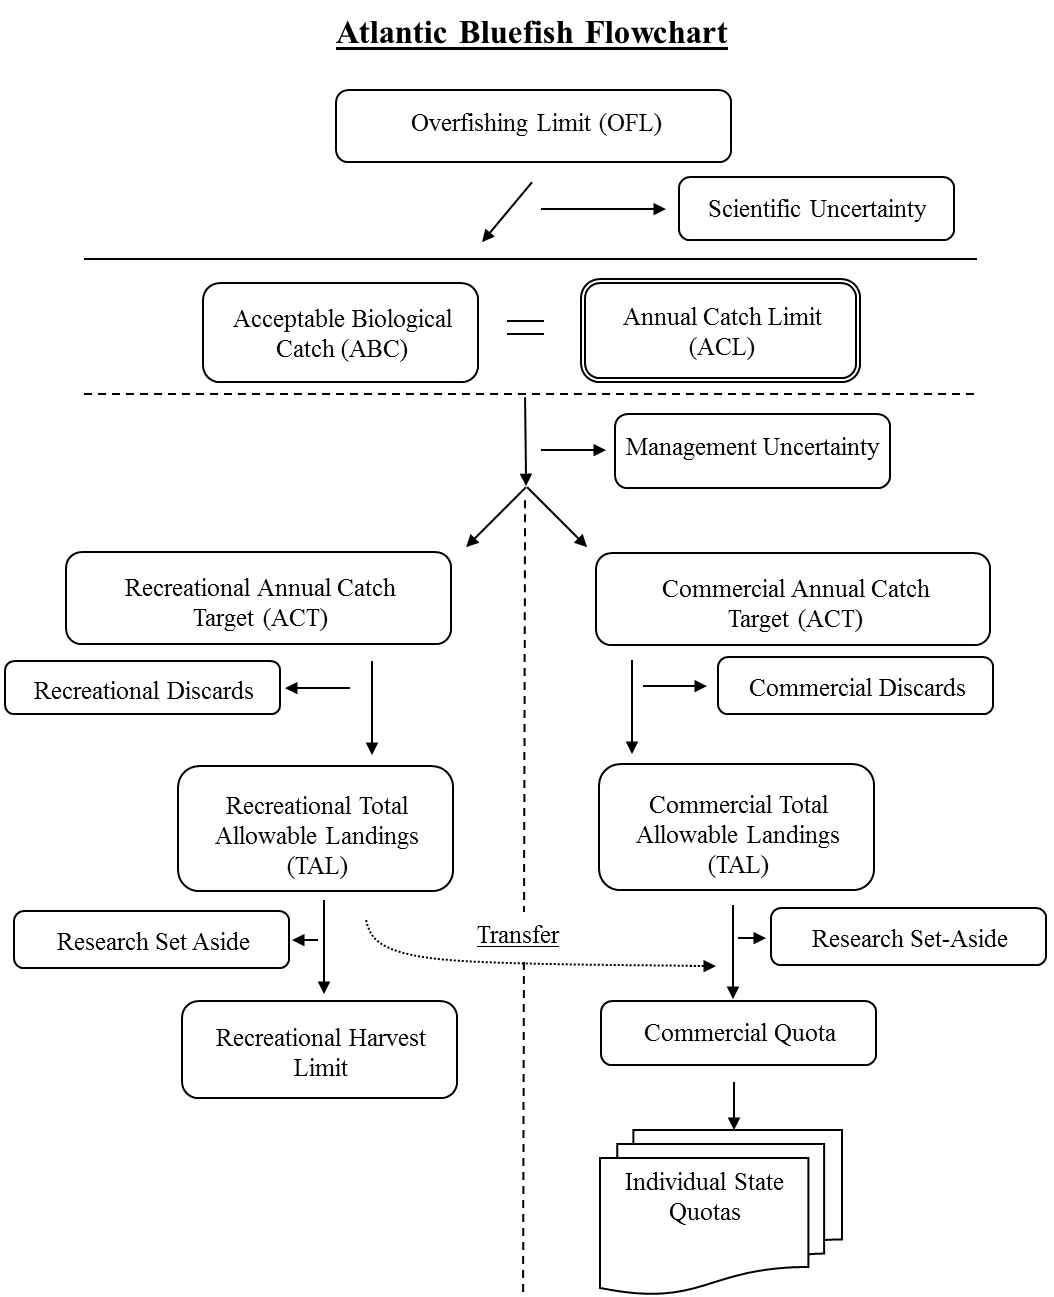 Atlantic Bluefish Flowchart
Overfishing Limit (OFL)
Scientific Uncertainty
Acceptable Biological
Catch (ABC)
=
Annual Catch Limit
(ACL)
Management Uncertainty
Recreational Annual Catch
Target (ACT)
Commercial Annual Catch
Target (ACT)
Recreational Discards
Commercial Discards
Recreational Total
Allowable Landings
(TAL)
Commercial Total
Allowable Landings
(TAL)
Research Set Aside
Transfer
Research Set-Aside
Recreational Harvest
Limit
Commercial Quota
Individual State
Quotas